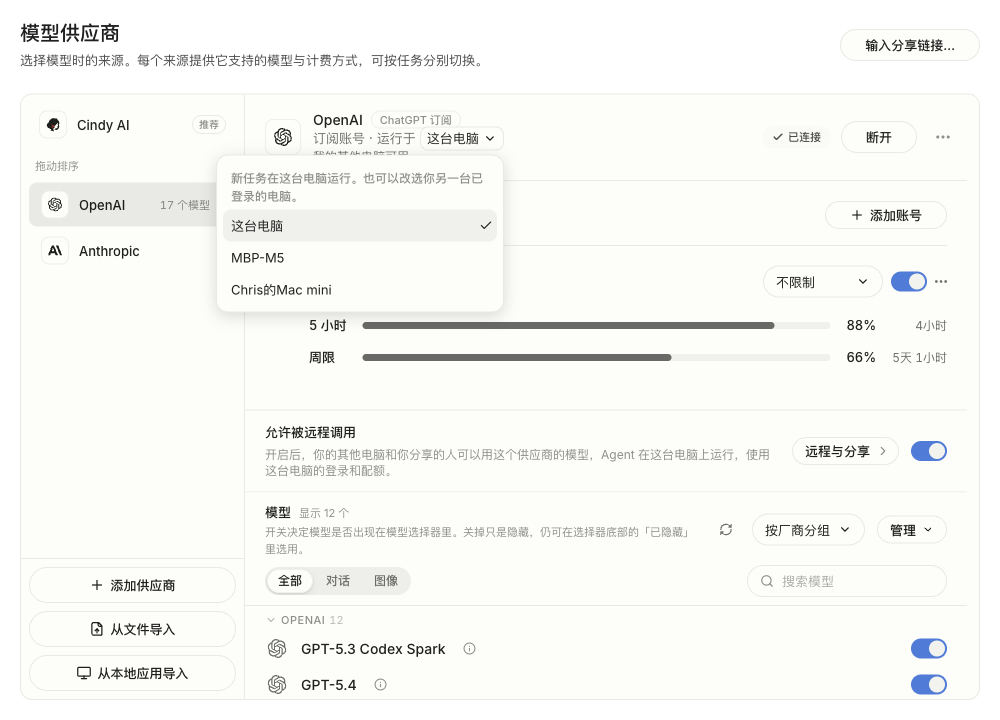 模型供应商
选择模型时的来源。每个来源提供它支持的模型与计费方式，可按任务分别切换。
输入分享链接...
Cindy AI
推荐
拖动排序
OpenAI
17 个模型
Anthropic
添加供应商
从文件导入
从本地应用导入
OpenAI
ChatGPT 订阅
订阅账号 · 运行于
这台电脑
已连接
断开
新任务在这台电脑运行。也可以改选你另一台已
登录的电脑。
这台电脑
MBP-M5
Chris的Mac mini
添加账号
不限制
5 小时
88%
4小时
周限
66%
5天 1小时
允许被远程调用
开启后，你的其他电脑和你分享的人可以用这个供应商的模型，Agent 在这台电脑上运行，使用
这台电脑的登录和配额。
远程与分享
模型
显示 12 个
开关决定模型是否出现在模型选择器里。关掉只是隐藏，仍可在选择器底部的「已隐藏」
里选用。
按厂商分组
管理
全部
对话
图像
搜索模型
OPENAI 12
GPT-5.3 Codex Spark
GPT-5.4